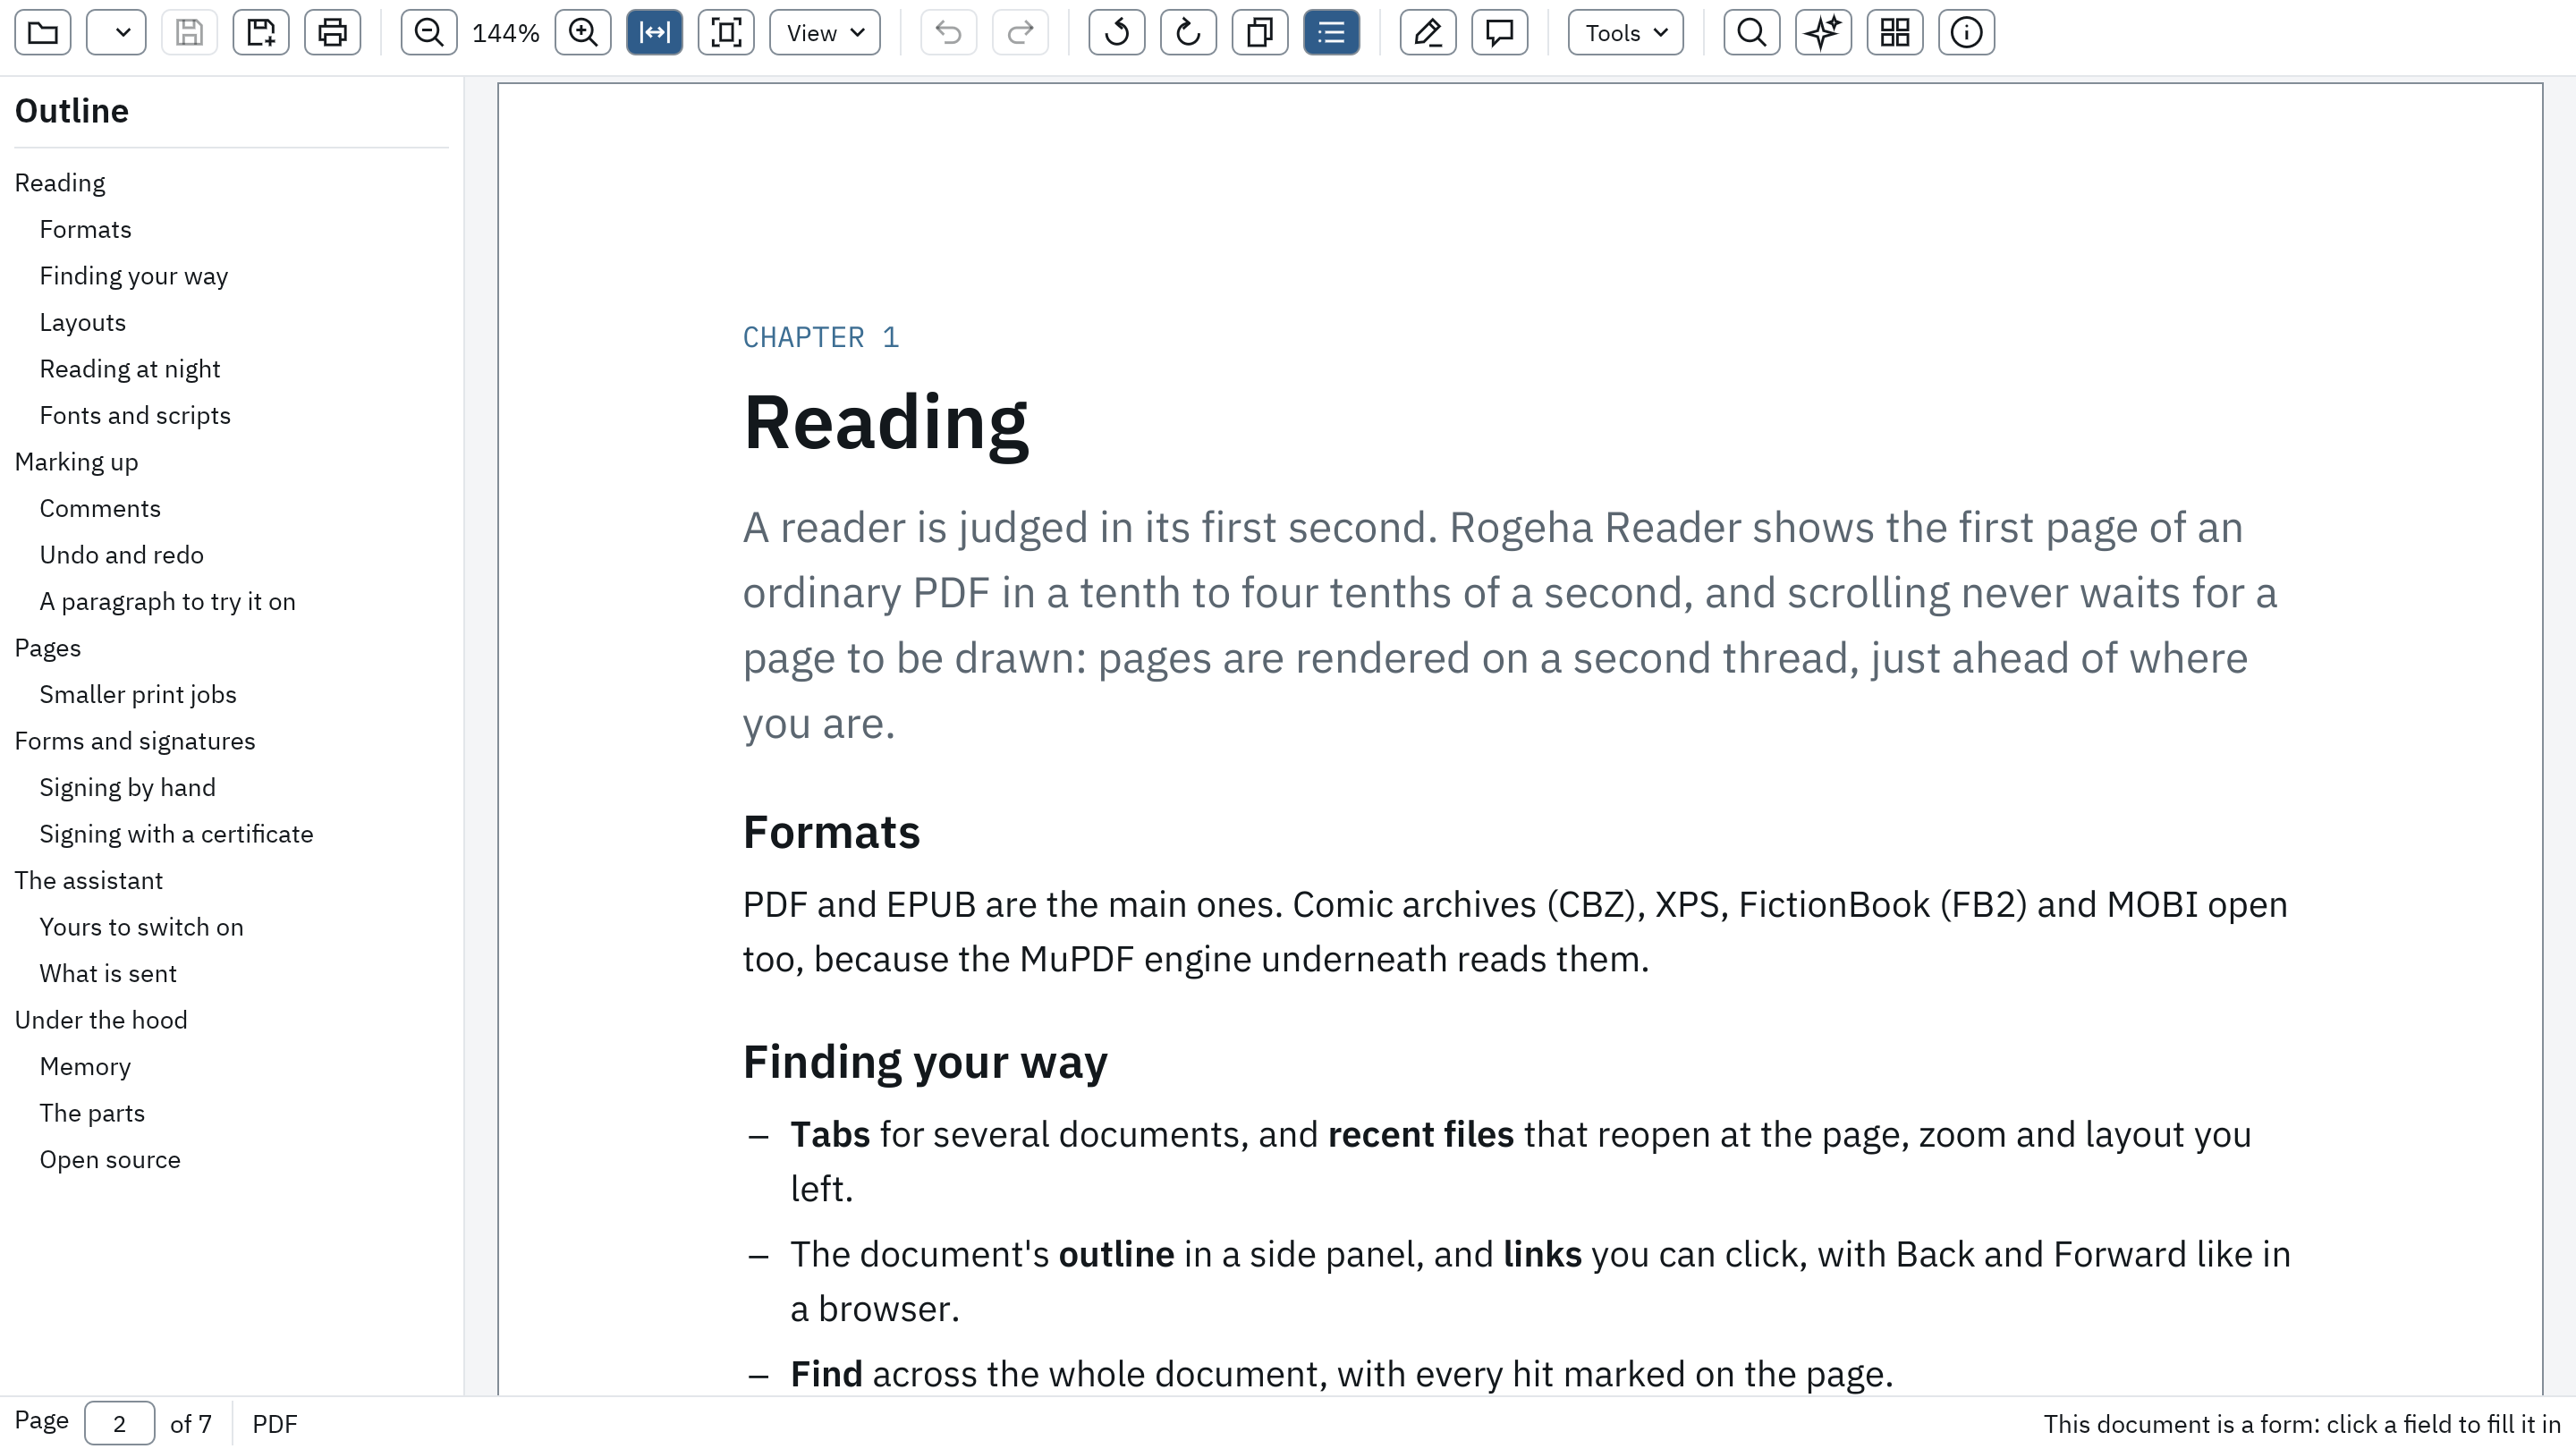 144%
View
Tools
Outline
Reading
Formats
Finding your way
Layouts
Reading at night
Fonts and scripts
Marking up
Comments
Undo and redo
A paragraph to try it on
Pages
Smaller print jobs
Forms and signatures
Signing by hand
Signing with a certificate
The assistant
Yours to switch on
What is sent
Under the hood
Memory
The parts
Open source
CHAPTER 1
Reading
A reader is judged in its first second. Rogeha Reader shows the first page of an
ordinary PDF in a tenth to four tenths of a second, and scrolling never waits for a
page to be drawn: pages are rendered on a second thread, just ahead of where
you are.
Formats
PDF and EPUB are the main ones. Comic archives (CBZ), XPS, FictionBook (FB2) and MOBI open
too, because the MuPDF engine underneath reads them.
Finding your way
– Tabs for several documents, and recent files that reopen at the page, zoom and layout you
left.
– The document's outline in a side panel, and links you can click, with Back and Forward like in
a browser.
– Find across the whole document, with every hit marked on the page.
Page 2 of 7 PDF
This document is a form: click a field to fill it in